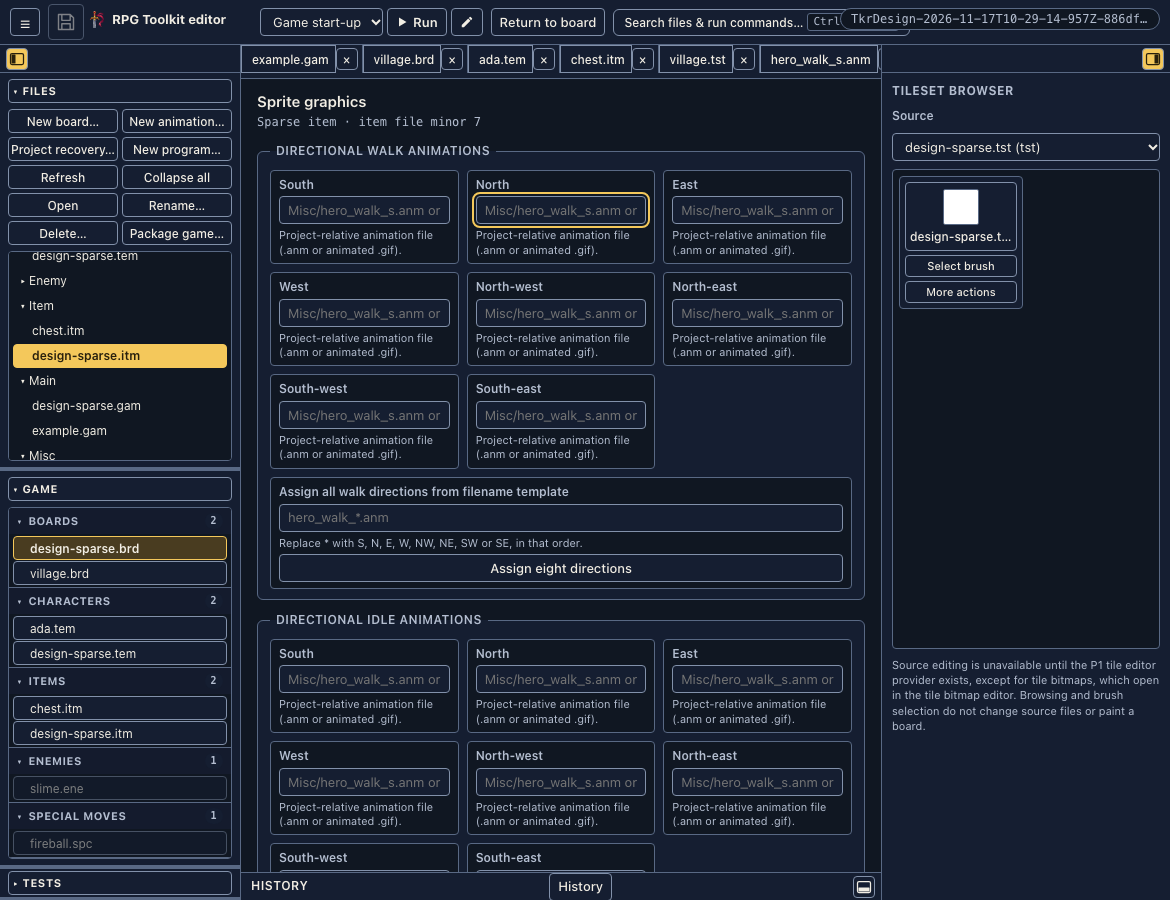 RPG Toolkit editor
Game start-up
Run
Return to board
Search files & run commands...
Ctrl
TkrDesign-2026-11-17T10-29-14-957Z-886df...
FILES
New board...
New animation...
Project recovery...
New program...
Refresh
Collapse all
Open
Rename...
Delete...
Package game...
design-sparse.tem
Enemy
Item
chest.itm
design-sparse.itm
Main
design-sparse.gam
example.gam
Misc
GAME
BOARDS 2
design-sparse.brd
village.brd
CHARACTERS 2
ada.tem
design-sparse.tem
ITEMS 2
chest.itm
design-sparse.itm
ENEMIES 1
slime.ene
SPECIAL MOVES 1
fireball.spc
TESTS
example.gam ×
village.brd ×
ada.tem ×
chest.itm ×
village.tst ×
hero_walk_s.anm
Sprite graphics
Sparse item · item file minor 7
DIRECTIONAL WALK ANIMATIONS
South
Misc/hero_walk_s.anm or
Project-relative animation file
(.anm or animated .gif).
North
Misc/hero_walk_s.anm or
Project-relative animation file
(.anm or animated .gif).
East
Misc/hero_walk_s.anm or
Project-relative animation file
(.anm or animated .gif).
West
Misc/hero_walk_s.anm or
Project-relative animation file
(.anm or animated .gif).
North-west
Misc/hero_walk_s.anm or
Project-relative animation file
(.anm or animated .gif).
North-east
Misc/hero_walk_s.anm or
Project-relative animation file
(.anm or animated .gif).
South-west
Misc/hero_walk_s.anm or
Project-relative animation file
(.anm or animated .gif).
South-east
Misc/hero_walk_s.anm or
Project-relative animation file
(.anm or animated .gif).
Assign all walk directions from filename template
hero_walk_*.anm
Replace * with S, N, E, W, NW, NE, SW or SE, in that order.
Assign eight directions
DIRECTIONAL IDLE ANIMATIONS
South
Misc/hero_walk_s.anm or
Project-relative animation file
(.anm or animated .gif).
North
Misc/hero_walk_s.anm or
Project-relative animation file
(.anm or animated .gif).
East
Misc/hero_walk_s.anm or
Project-relative animation file
(.anm or animated .gif).
West
Misc/hero_walk_s.anm or
Project-relative animation file
(.anm or animated .gif).
North-west
Misc/hero_walk_s.anm or
Project-relative animation file
(.anm or animated .gif).
North-east
Misc/hero_walk_s.anm or
Project-relative animation file
(.anm or animated .gif).
South-west
South-east
HISTORY
History
TILESET BROWSER
Source
design-sparse.tst (tst)
design-sparse.t...
Select brush
More actions
Source editing is unavailable until the P1 tile editor
provider exists, except for tile bitmaps, which open
in the tile bitmap editor. Browsing and brush
selection do not change source files or paint a
board.